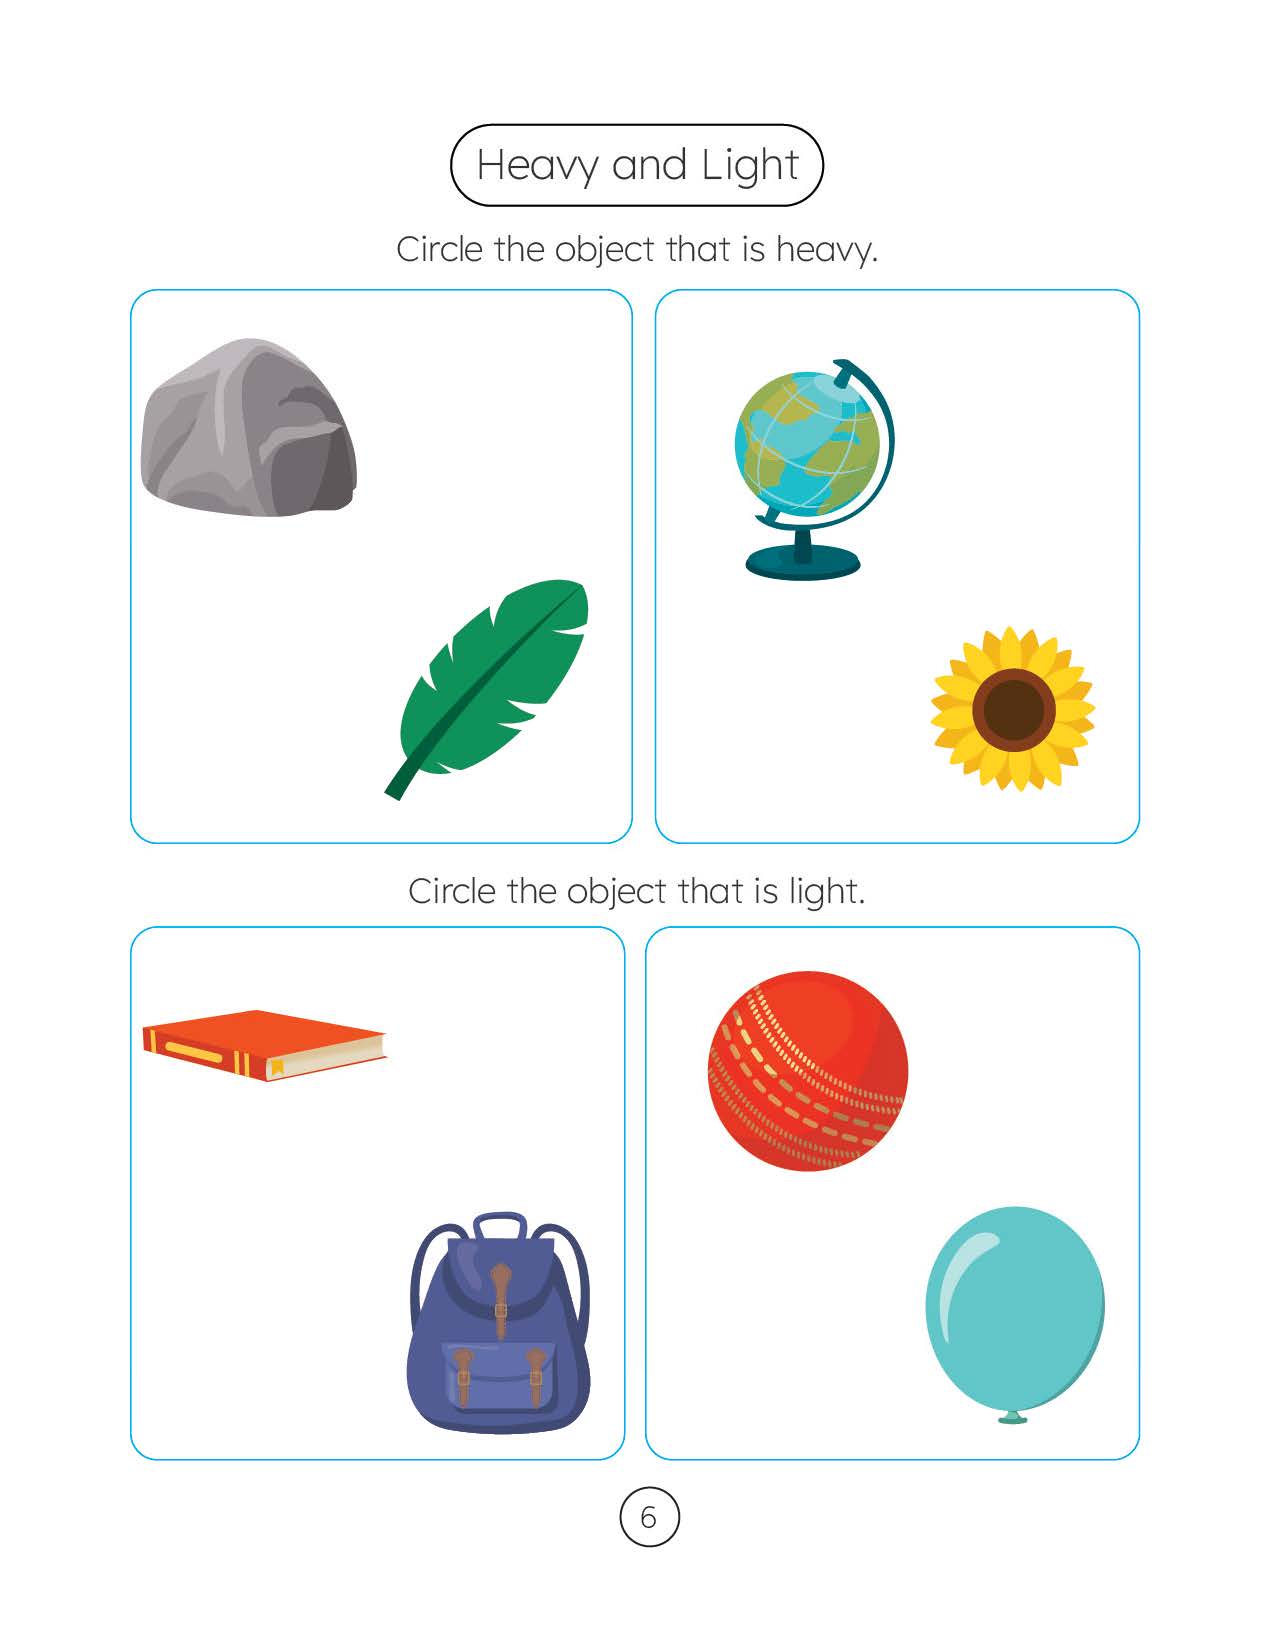 Heavy and Light
Circle the object that is heavy.
Circle the object that is light.
6